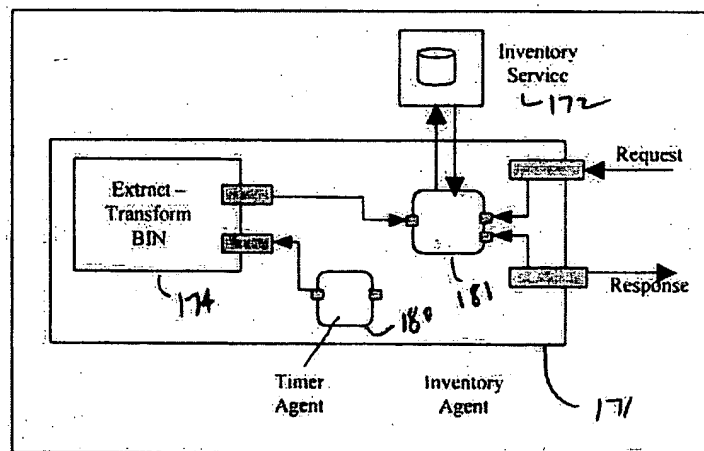 Inventory
Service
172
Request
Extract –
Transform
BIN
174
180
181
Response
Timer
Agent
Inventory
Agent
171